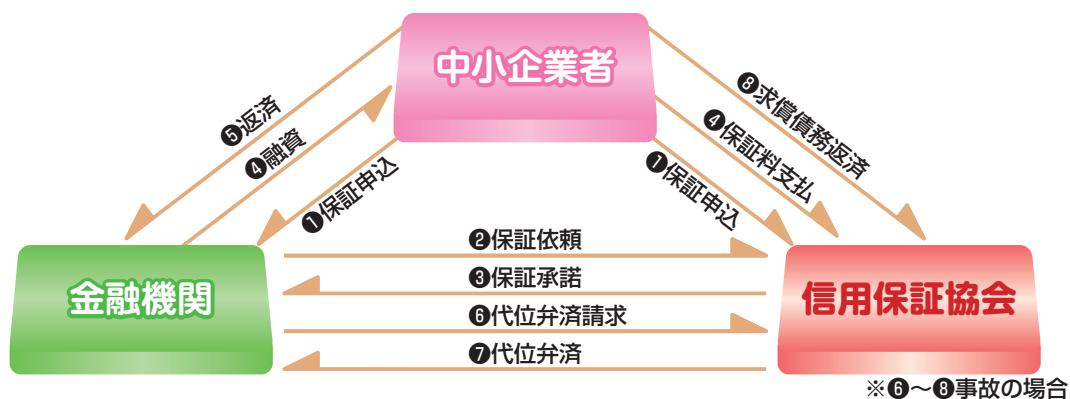 中小企業者
❺返済
❹融資
❶保証申込
❽求償債務返済
❹保証料支払
❶保証申込
❷保証依頼
❸保証承諾
❻代位弁済請求
❼代位弁済
金融機関
信用保証協会
※❻～❽事故の場合